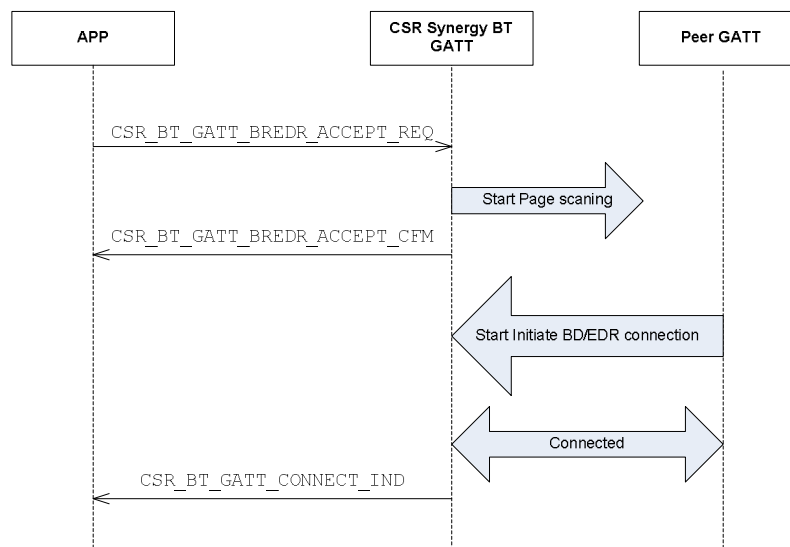 APP
CSR Synergy BT
GATT
Peer GATT
CSR_BT_GATT_BREDR_ACCEPT_REQ
Start Page scaning
CSR_BT_GATT_BREDR_ACCEPT_CFM
Start Initiate BD/EDR connection
Connected
CSR_BT_GATT_CONNECT_IND